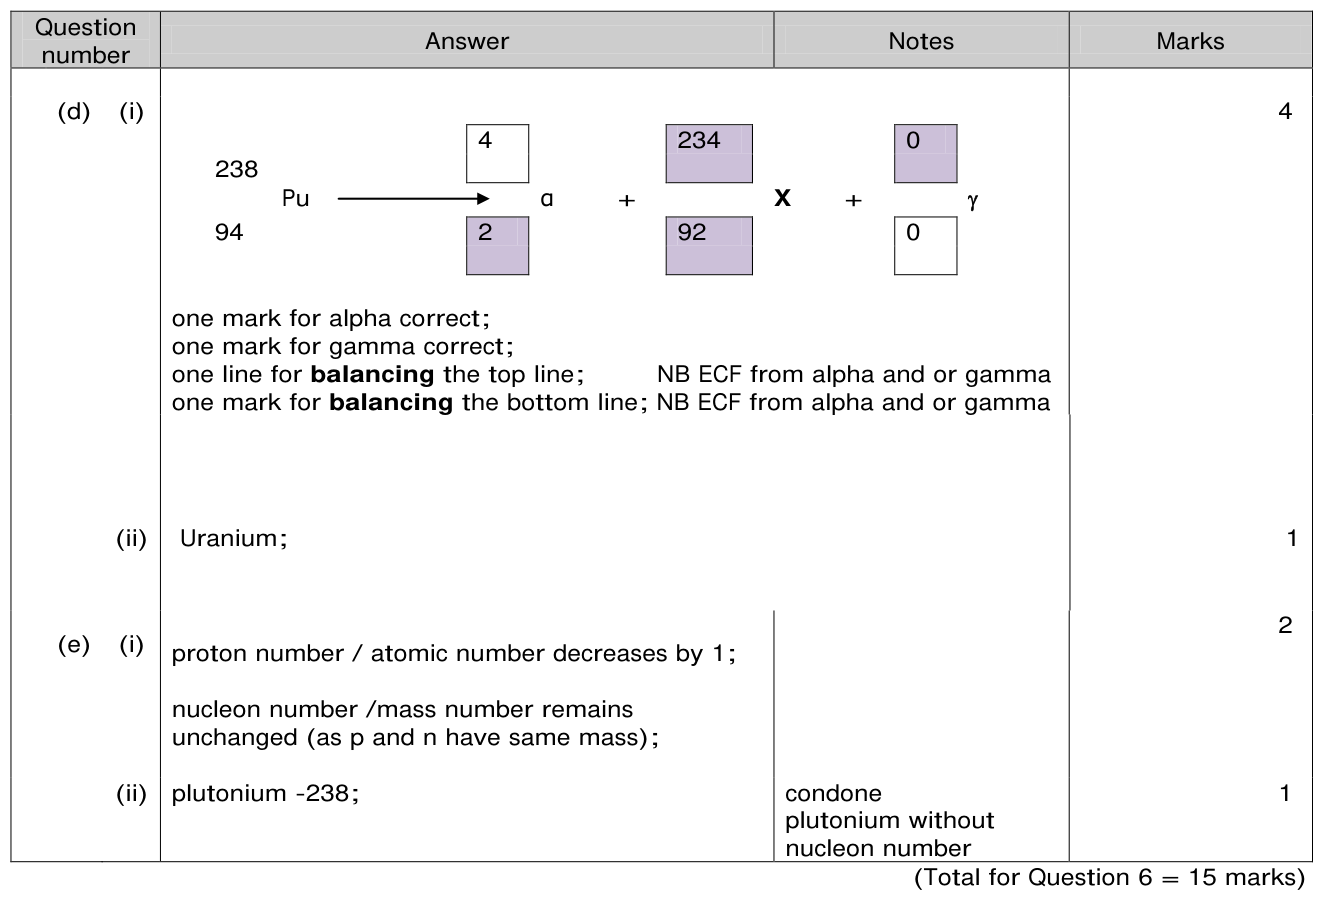 Question number Answer Notes Marks
(d) (i) 4
4 234 0
238
Pu α + X + γ
94 2 92 0
one mark for alpha correct;
one mark for gamma correct;
one line for balancing the top line; NB ECF from alpha and or gamma
one mark for balancing the bottom line; NB ECF from alpha and or gamma
(ii) Uranium; 1
(e) (i) 2
proton number / atomic number decreases by 1;
nucleon number /mass number remains
unchanged (as p and n have same mass);
(ii) plutonium -238; condone 1
plutonium without
nucleon number
(Total for Question 6 = 15 marks)